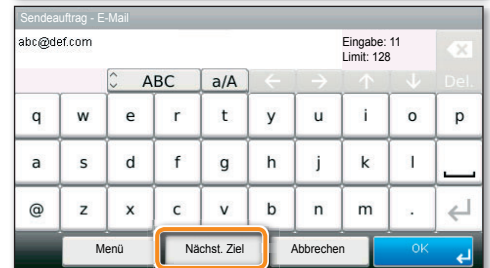 Sendeauftrag - E-Mail
abc@def.com
Eingabe: 11
Limit: 128
ABC a/A Del.
q w e r t y u i o p
a s d f g h j k l
@ z x c v b n m .
Menü Nächst. Ziel Abbrechen OK